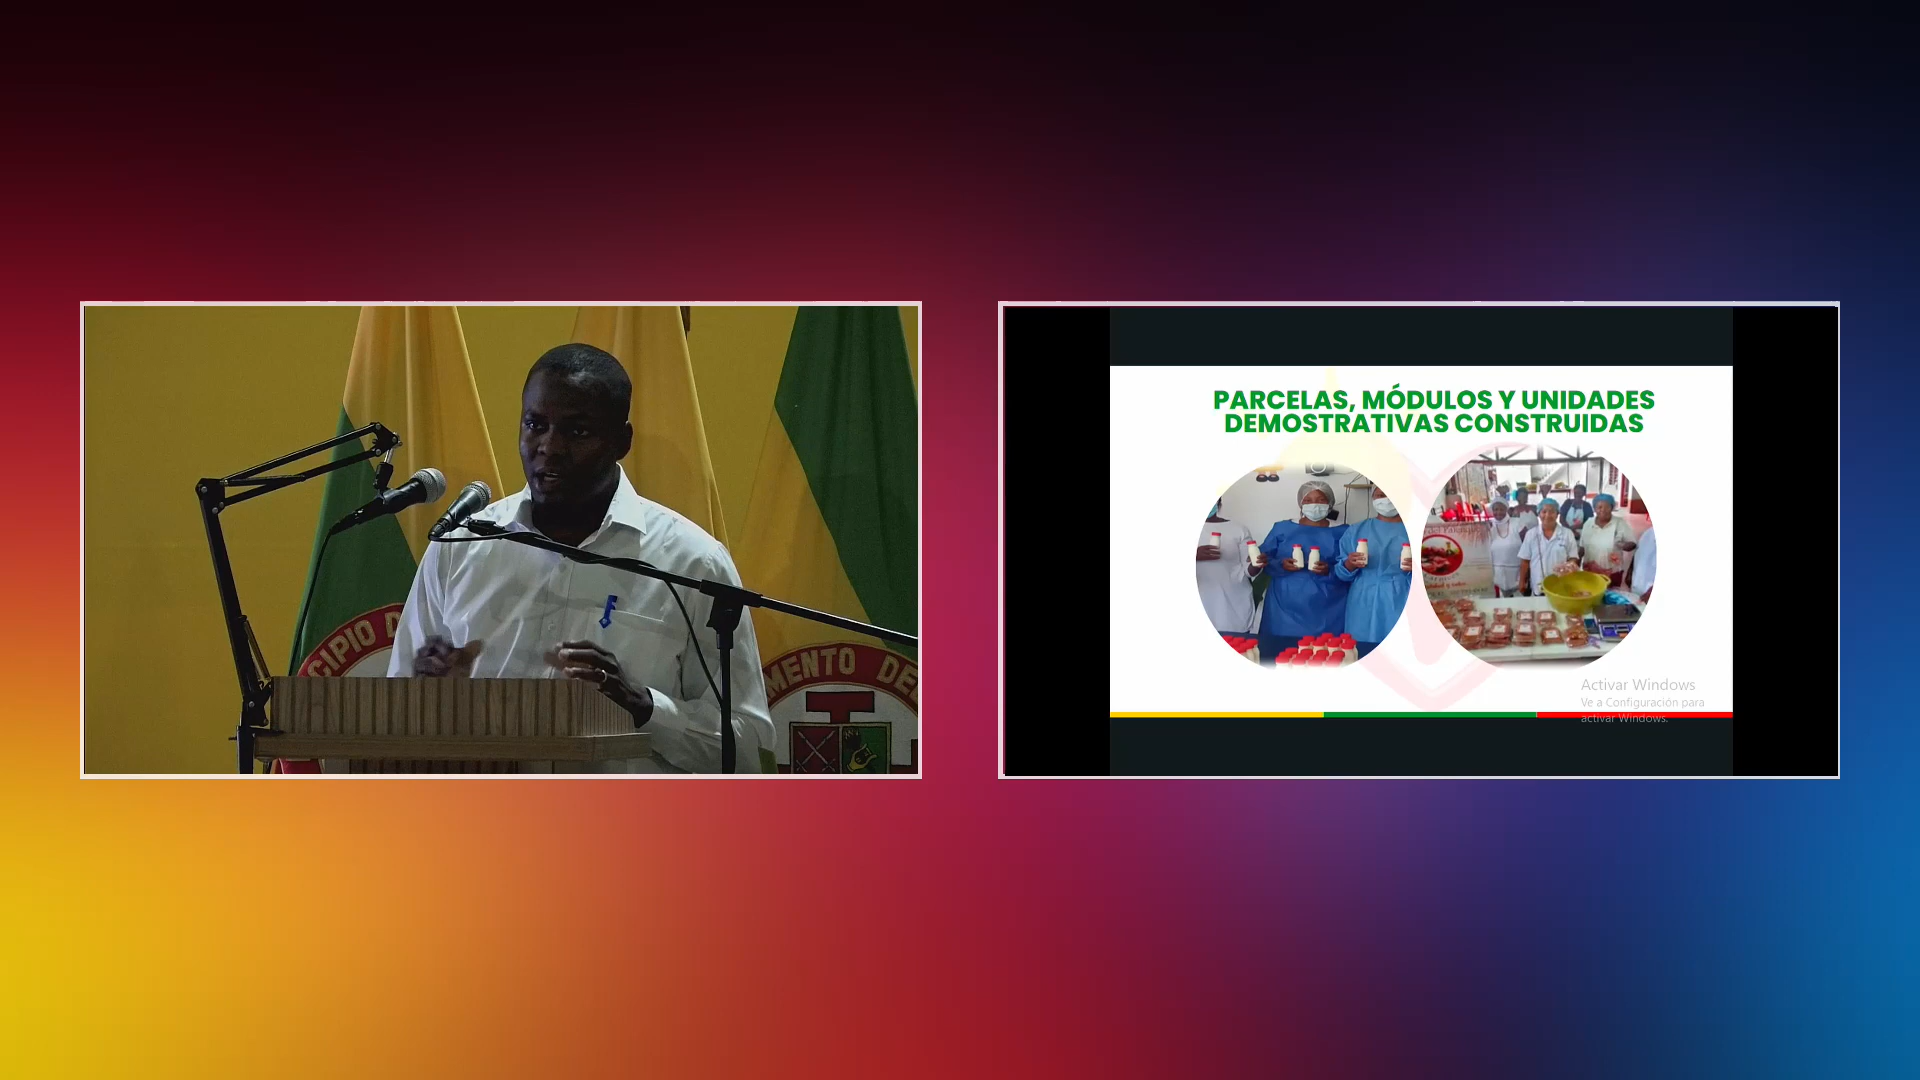 CIPIO D
MENTO DE
PARCELAS, MÓDULOS Y UNIDADES
DEMOSTRATIVAS CONSTRUIDAS
Activar Windows
Ve a Configuración para
activar Windows.